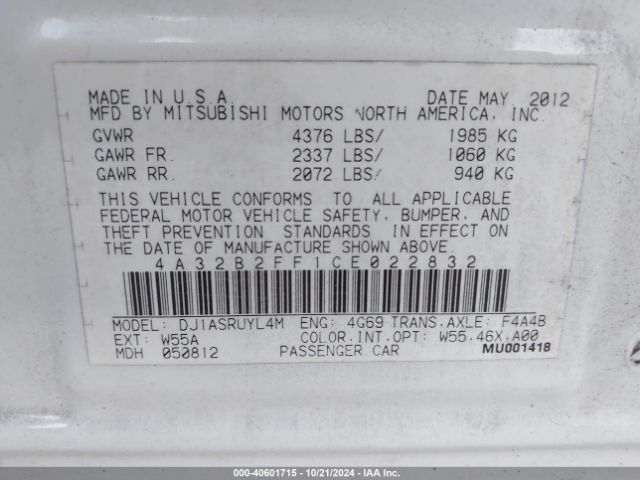 MADE IN U.S.A. DATE MAY 2012
MFD BY MITSUBISHI MOTORS NORTH AMERICA, INC.
GVWR 4376 LBS/ 1985 KG
GAWR FR. 2337 LBS/ 1060 KG
GAWR RR. 2072 LBS/ 940 KG
THIS VEHICLE CONFORMS TO ALL APPLICABLE
FEDERAL MOTOR VEHICLE SAFETY, BUMPER, AND
THEFT PREVENTION STANDARDS IN EFFECT ON
THE DATE OF MANUFACTURE SHOWN ABOVE.
4A32B2FF1CE022832
MODEL: DJ1ASRUYL4M ENG: 4G69 TRANS.AXLE: F4A4B
EXT: W55A COLOR.INT.OPT: W55.46X.A00
MDH 050812 PASSENGER CAR MU001418
000-40601715 - 10/21/2024 - IAA Inc.